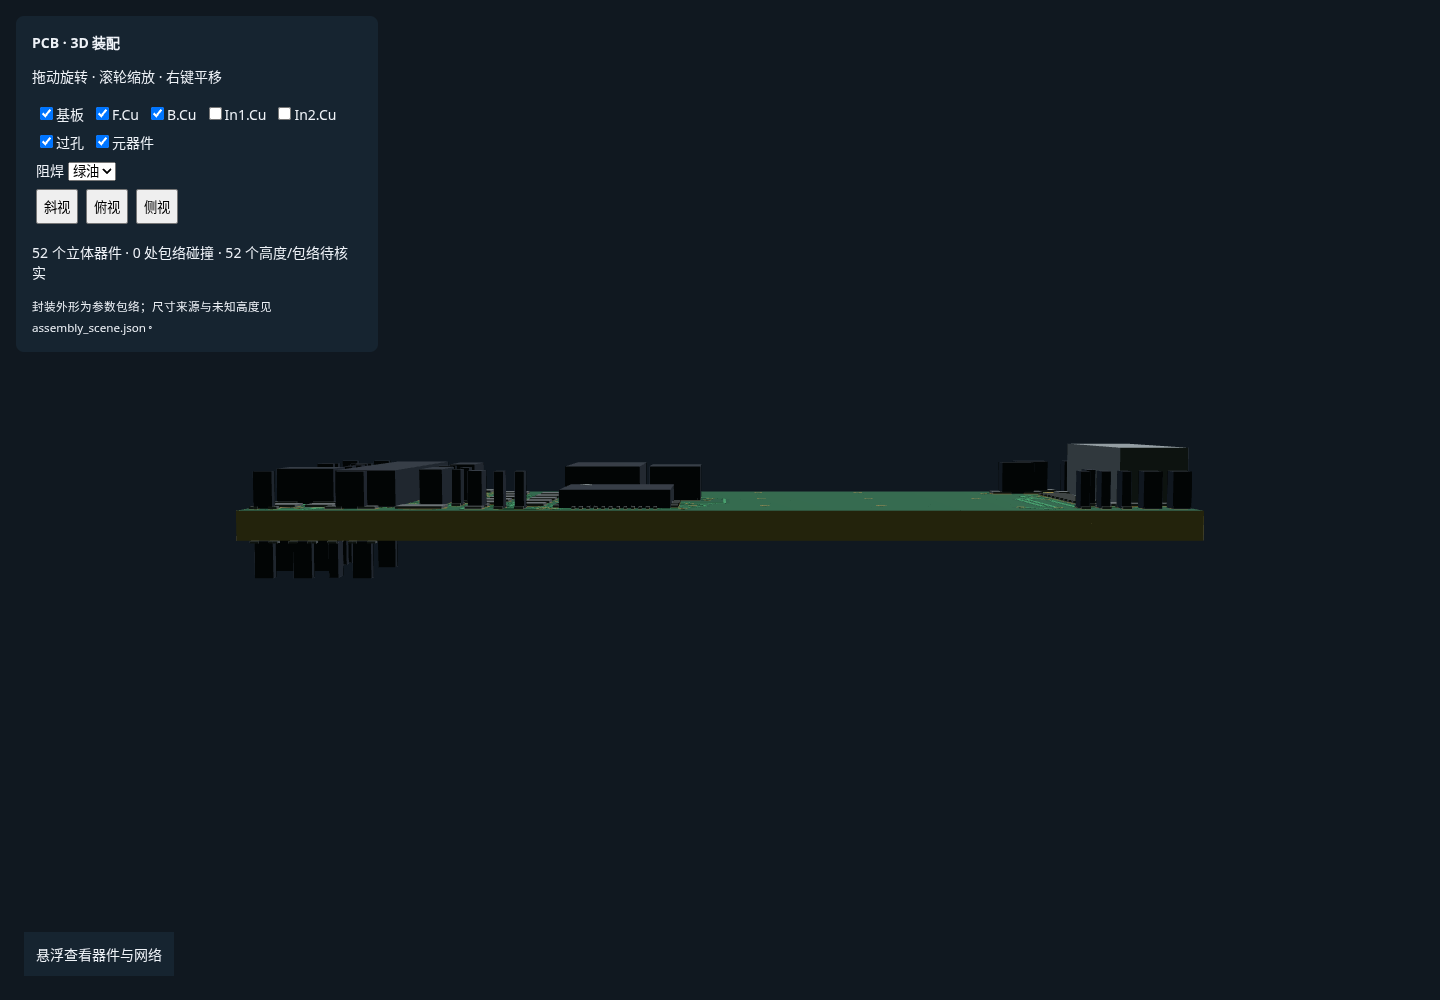 PCB · 3D 装配
拖动旋转 · 滚轮缩放 · 右键平移
基板 F.Cu B.Cu In1.Cu In2.Cu
过孔 元器件
阻焊 绿油
斜视 俯视 侧视
52 个立体器件 · 0 处包络碰撞 · 52 个高度/包络待核
实
封装外形为参数包络；尺寸来源与未知高度见
assembly_scene.json。
悬浮查看器件与网络